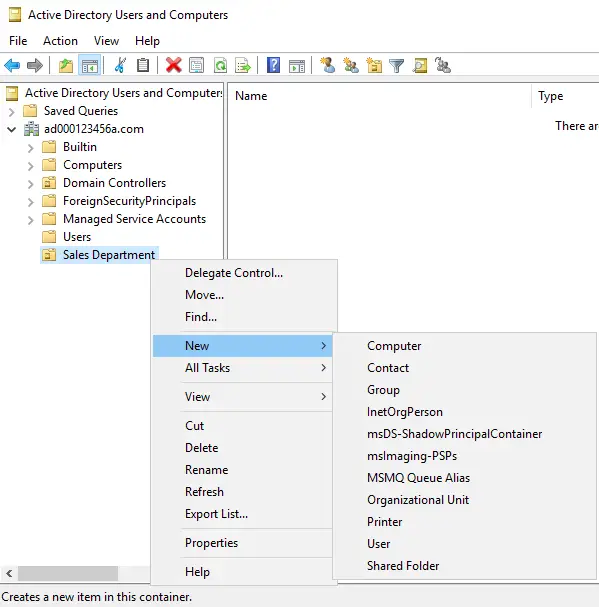 Active Directory Users and Computers
File Action View Help
Active Directory Users and Computers
Saved Queries
ad000123456a.com
Builtin
Computers
Domain Controllers
ForeignSecurityPrincipals
Managed Service Accounts
Users
Sales Department
Name Type
There are
Delegate Control...
Move...
Find...
New
All Tasks
View
Cut
Delete
Rename
Refresh
Export List...
Properties
Help
Computer
Contact
Group
InetOrgPerson
msDS-ShadowPrincipalContainer
msImaging-PSPs
MSMQ Queue Alias
Organizational Unit
Printer
User
Shared Folder
Creates a new item in this container.